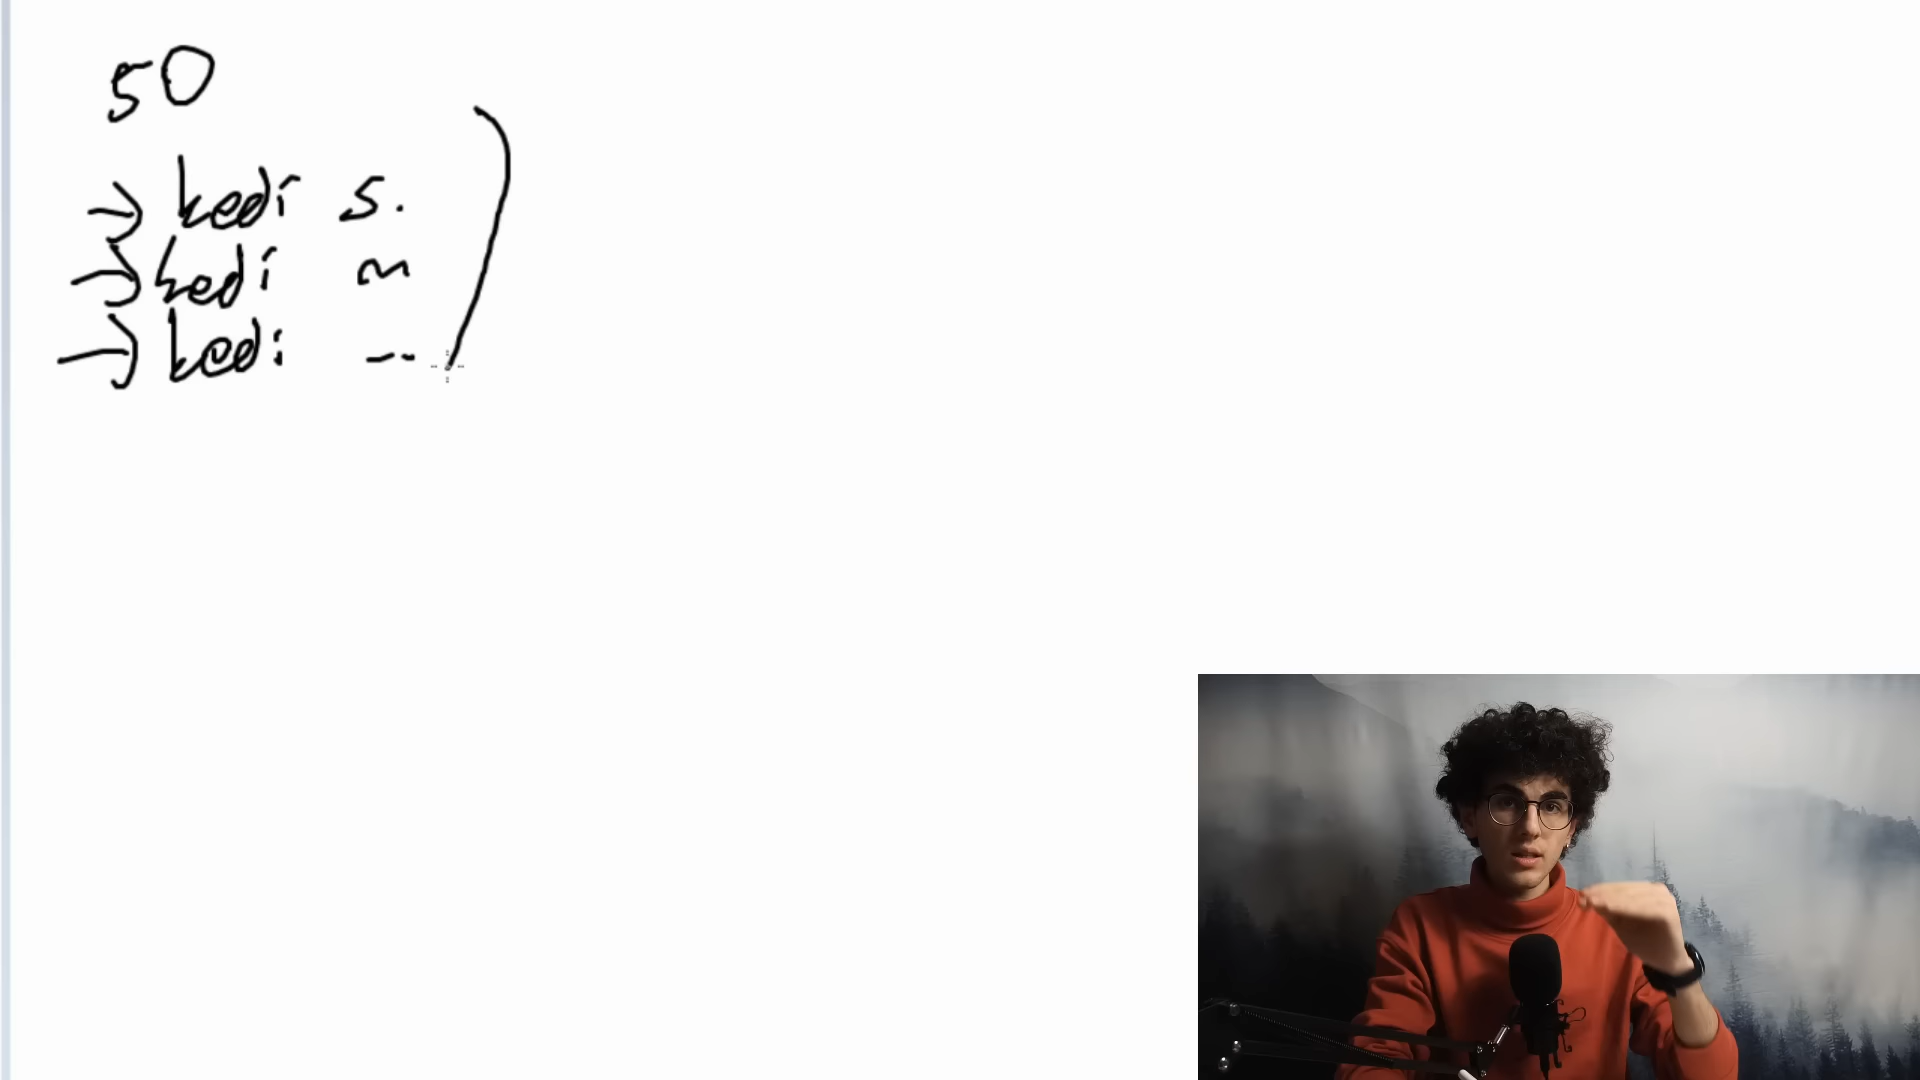 50
→ kedi s.
→ kedi m
→ kedi --